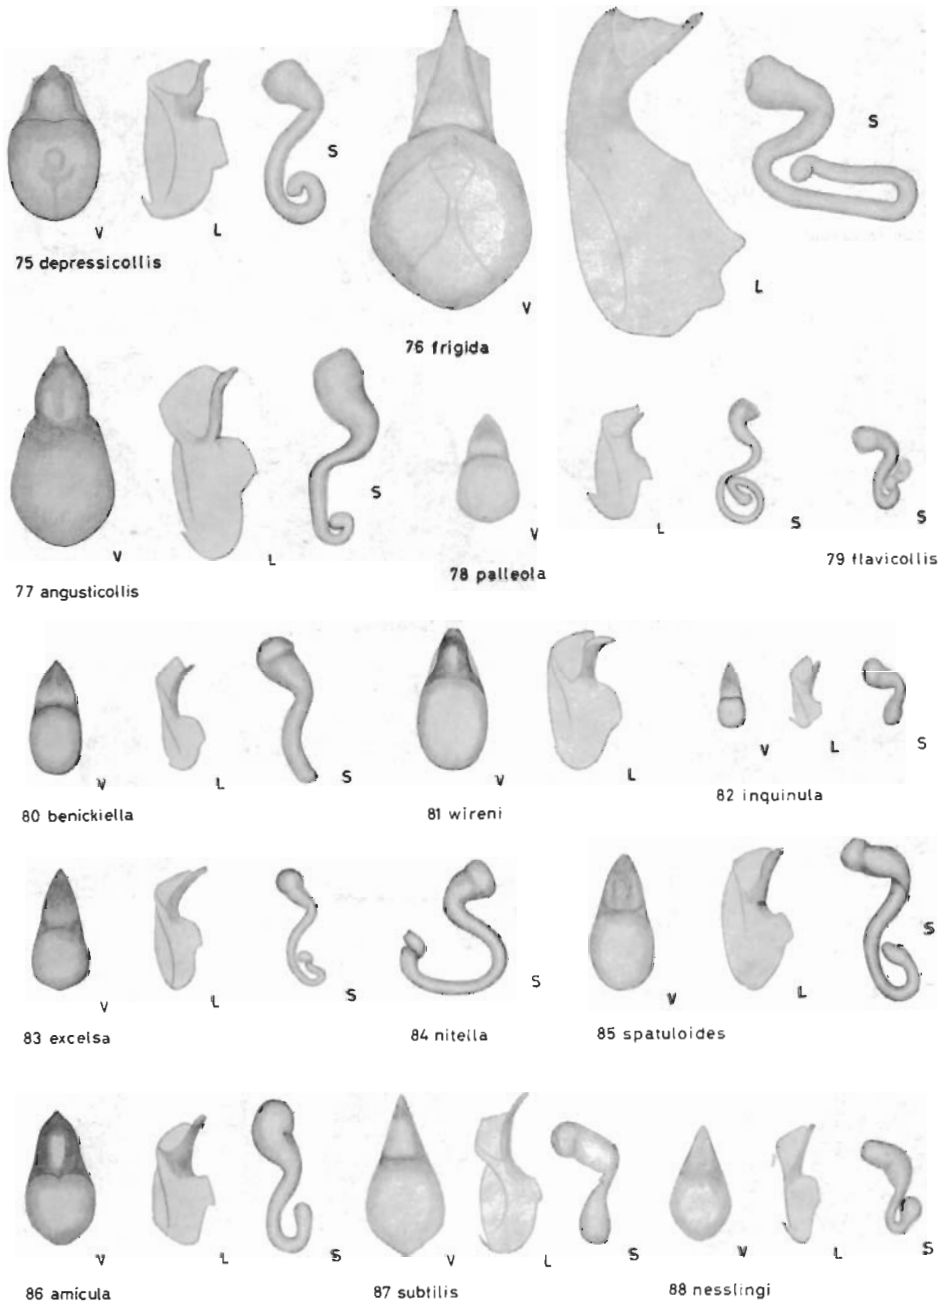 V L S
75 depressicollis
V L S
76 frigida
V L S
77 angusticollis
V L S
78 palleola
S
79 flavicollis
V L S
80 benickiella
V L
81 wireni
V L S
82 inquinula
V L S
83 excelsa
S
84 nitella
V L S
85 spatuloides
V L S
86 amicula
V L S
87 subtilis
V L S
88 nesslingi